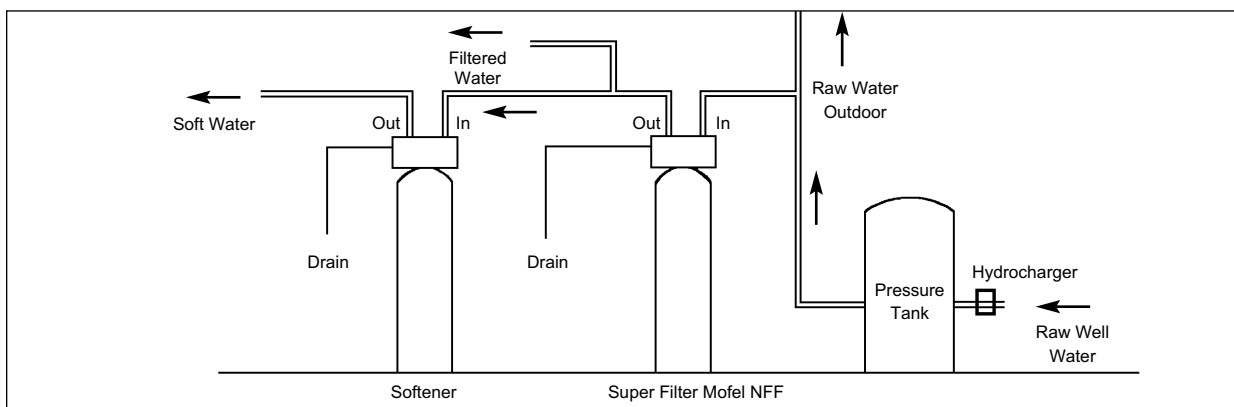 Filtered
Water
Raw Water
Outdoor
Soft Water
Out
In
Out
In
Drain
Drain
Hydrocharger
Pressure
Tank
Raw Well
Water
Softener
Super Filter Mofel NFF